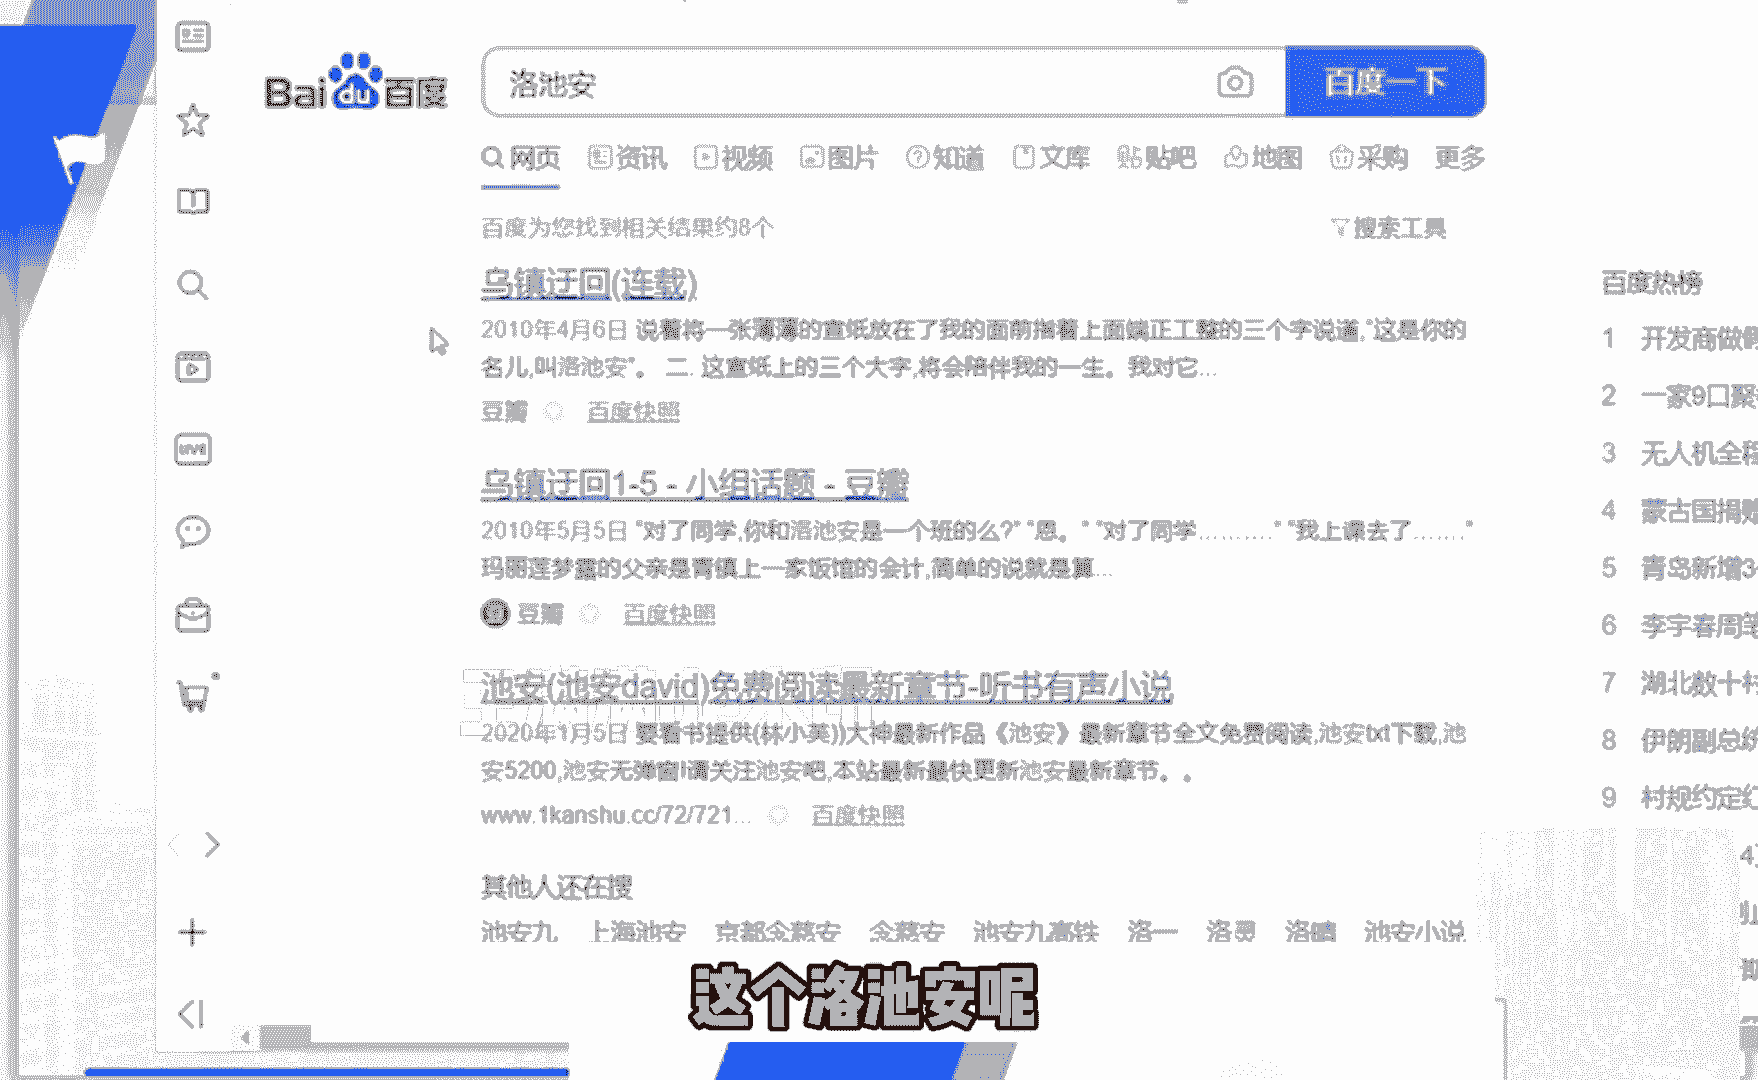 Baidu百度
洛池安
百度一下
网页 资讯 视频 图片 知道 文库 贴吧 地图 采购 更多
百度为您找到相关结果约8个
搜索工具
乌镇迂回(连载)
2010年4月6日 说着将一张薄薄的宣纸放在了我的面前指着上面端正工整的三个字说道,"这是你的
名儿,叫洛池安"。 二. 这宣纸上的三个大字,将会陪伴我的一生。我对它...
豆瓣 百度快照
乌镇迂回1-5 - 小组话题 - 豆瓣
2010年5月5日 "对了同学,你和洛池安是一个班的么?" "恩。" "对了同学………" "我上课去了……"
玛丽莲梦露的父亲是青镇上一家饭馆的会计,简单的说就是算...
豆瓣 百度快照
池安(池安david)免费阅读最新章节-听书有声小说
2020年1月5日 要看书提供(林小英))大神最新作品《池安》最新章节全文免费阅读,池安txt下载,池
安5200,池安无弹窗!请关注池安吧,本站最新最快更新池安最新章节。。
www.1kanshu.cc/72/721... 百度快照
其他人还在搜
池安九 上海池安 京都念慈安 念慈安 池安九高铁 洛一 洛灵 洛晴 池安小说
百度热榜
1 开发商做
2 一家9口聚
3 无人机全程
4 蒙古国捐赠
5 青岛新增3
6 李宇春周笔
7 湖北数十村
8 伊朗副总统
9 村规约定红
这个洛池安呢